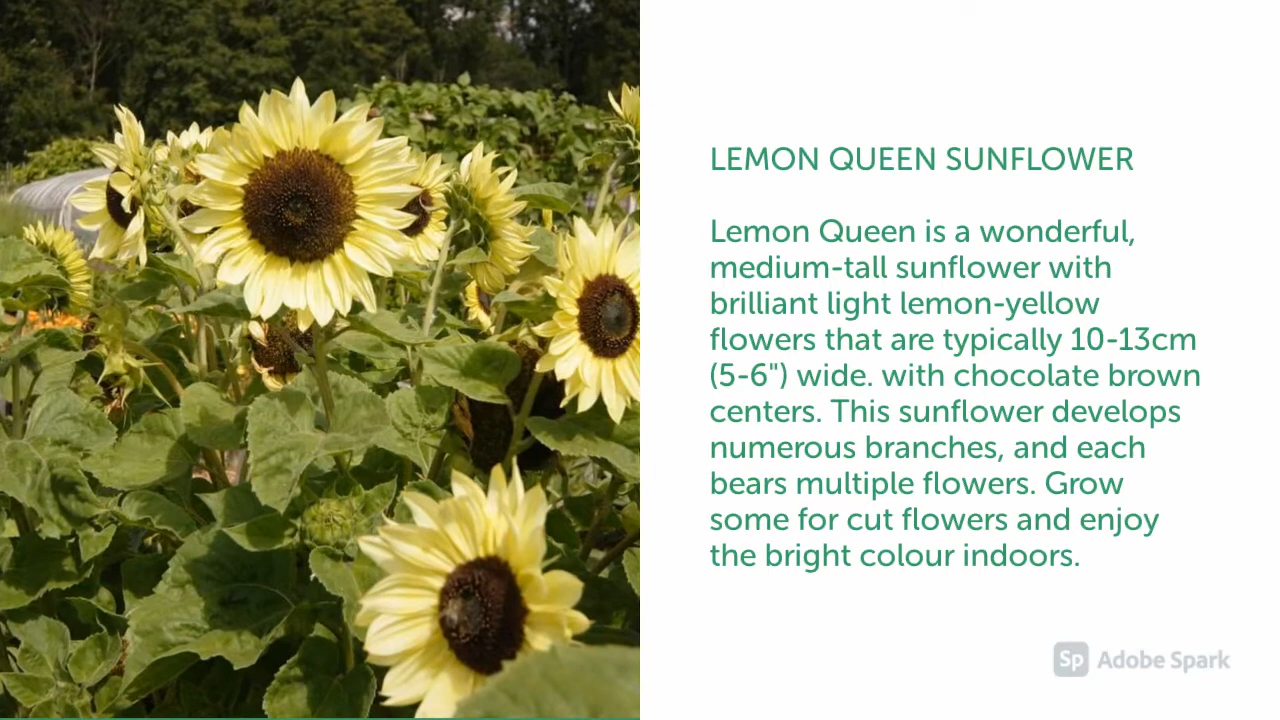 LEMON QUEEN SUNFLOWER
Lemon Queen is a wonderful,
medium-tall sunflower with
brilliant light lemon-yellow
flowers that are typically 10-13cm
(5-6") wide. with chocolate brown
centers. This sunflower develops
numerous branches, and each
bears multiple flowers. Grow
some for cut flowers and enjoy
the bright colour indoors.
Sp Adobe Spark